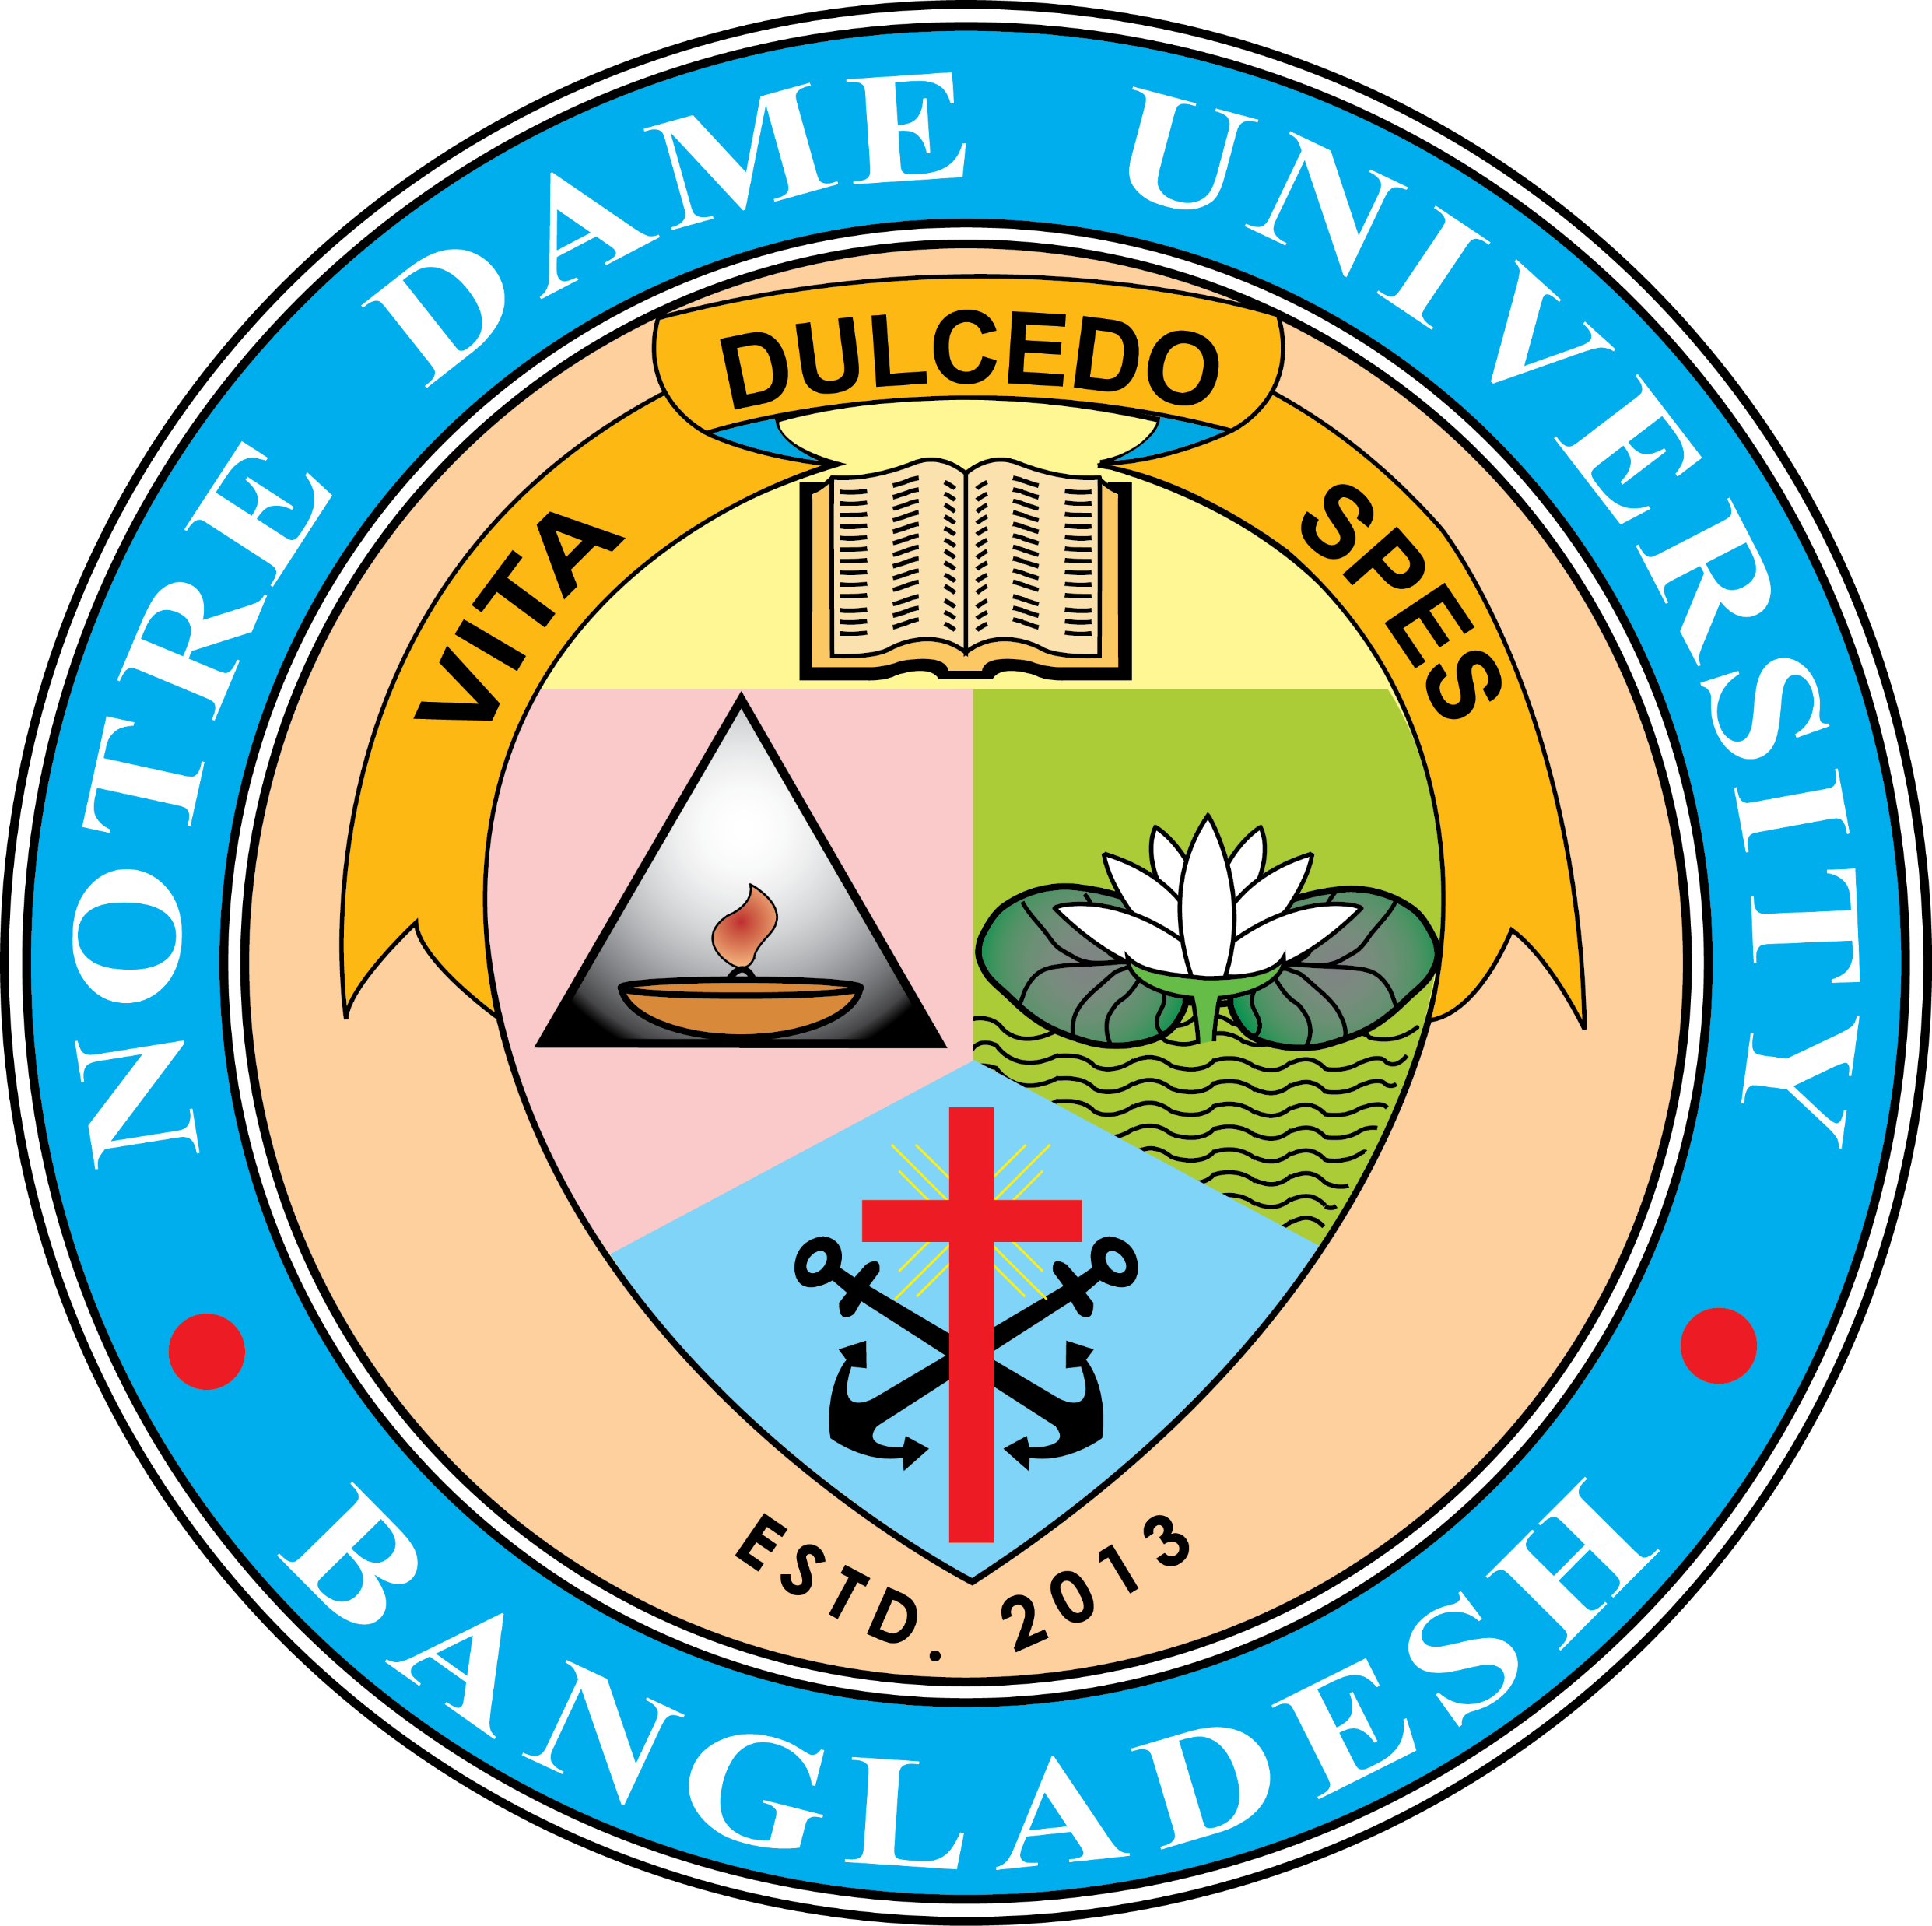 NOTRE DAME UNIVERSITY
VITA DULCEDO SPES
ESTD. 2013
BANGLADESH